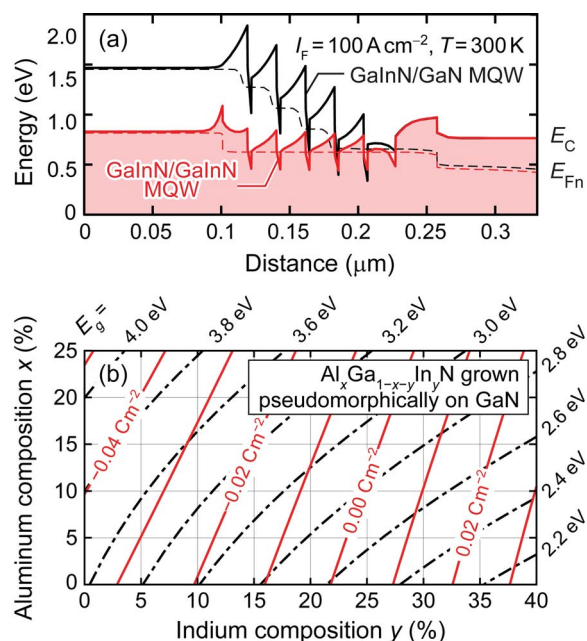 (a)
I_F = 100 A cm⁻², T = 300 K
GaInN/GaN MQW
GaInN/GaInN
MQW
E_C
E_Fn
Energy (eV)
2.0
1.5
1.0
0.5
0
0 0.05 0.1 0.15 0.2 0.25 0.3
Distance (μm)
E_g =
4.0 eV
3.8 eV
3.6 eV
3.2 eV
3.0 eV
2.8 eV
2.6 eV
2.4 eV
2.2 eV
(b)
Al_xGa_1−x−yIn_yN grown
pseudomorphically on GaN
−0.04 Cm⁻²
−0.02 Cm⁻²
0.00 Cm⁻²
0.02 Cm⁻²
Aluminum composition x (%)
25
20
15
10
5
0
0 5 10 15 20 25 30 35 40
Indium composition y (%)